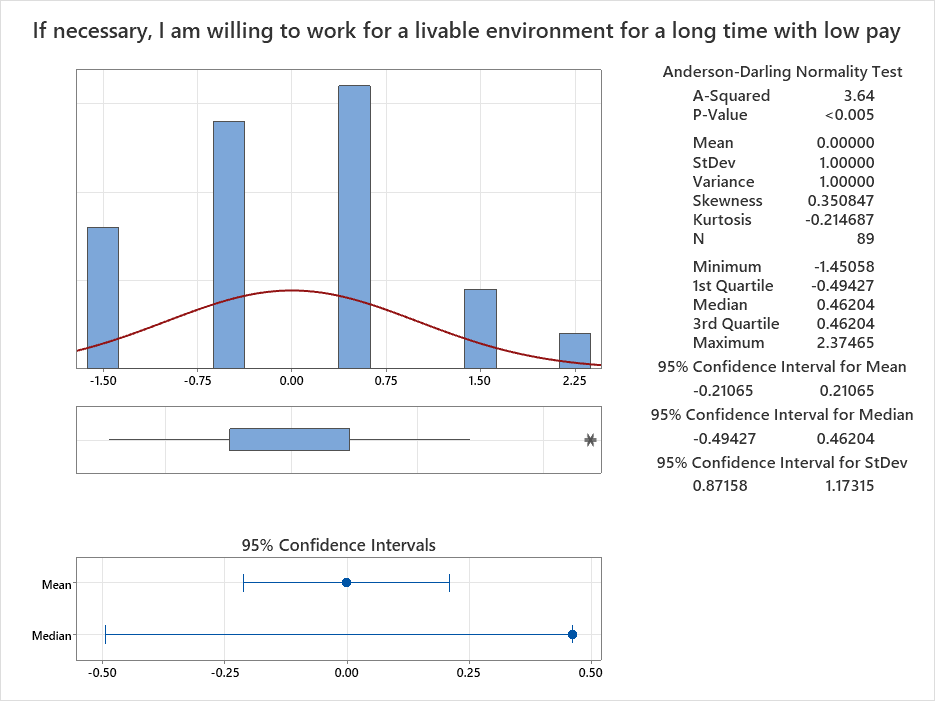 If necessary, I am willing to work for a livable environment for a long time with low pay
-1.50 -0.75 0.00 0.75 1.50 2.25
Anderson-Darling Normality Test
A-Squared 3.64
P-Value <0.005
Mean 0.00000
StDev 1.00000
Variance 1.00000
Skewness 0.350847
Kurtosis -0.214687
N 89
Minimum -1.45058
1st Quartile -0.49427
Median 0.46204
3rd Quartile 0.46204
Maximum 2.37465
95% Confidence Interval for Mean
-0.21065 0.21065
95% Confidence Interval for Median
-0.49427 0.46204
95% Confidence Interval for StDev
0.87158 1.17315
95% Confidence Intervals
Mean
Median
-0.50 -0.25 0.00 0.25 0.50